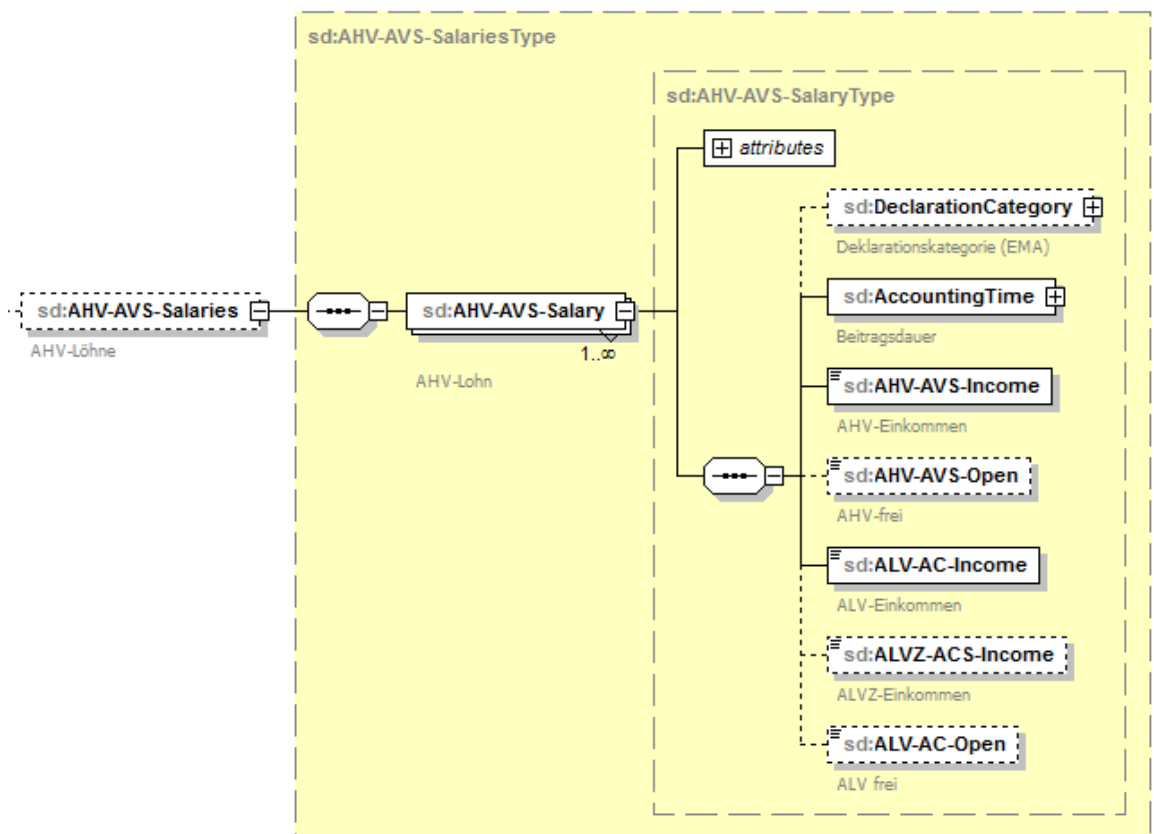 sd:AHV-AVS-SalariesType
sd:AHV-AVS-SalaryType
attributes
sd:DeclarationCategory
Deklarationskategorie (EMA)
sd:AHV-AVS-Salaries
AHV-Löhne
sd:AHV-AVS-Salary
1..∞
AHV-Lohn
sd:AccountingTime
Beitragsdauer
sd:AHV-AVS-Income
AHV-Einkommen
sd:AHV-AVS-Open
AHV-frei
sd:ALV-AC-Income
ALV-Einkommen
sd:ALVZ-ACS-Income
ALVZ-Einkommen
sd:ALV-AC-Open
ALV frei